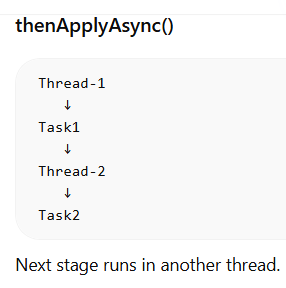 thenApplyAsync()
Thread-1
↓
Task1
↓
Thread-2
↓
Task2
Next stage runs in another thread.